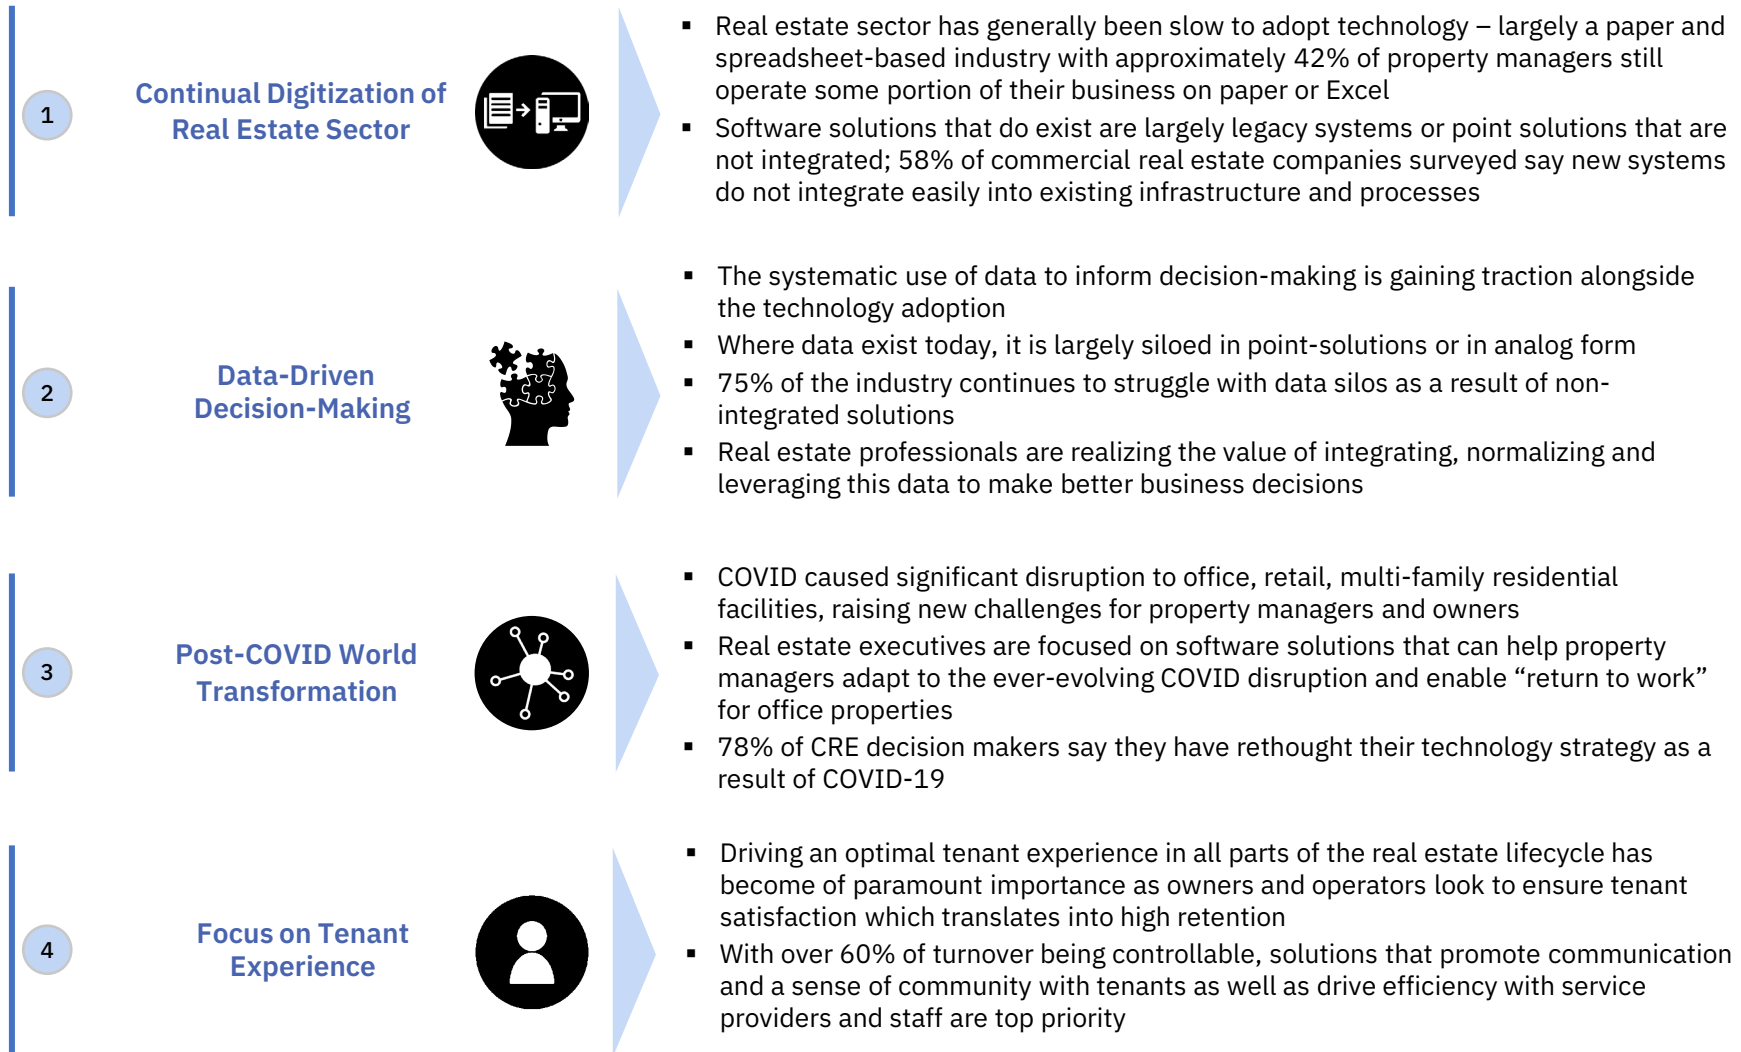 1
Continual Digitization of
Real Estate Sector
▪ Real estate sector has generally been slow to adopt technology – largely a paper and
spreadsheet-based industry with approximately 42% of property managers still
operate some portion of their business on paper or Excel
▪ Software solutions that do exist are largely legacy systems or point solutions that are
not integrated; 58% of commercial real estate companies surveyed say new systems
do not integrate easily into existing infrastructure and processes
2
Data-Driven
Decision-Making
▪ The systematic use of data to inform decision-making is gaining traction alongside
the technology adoption
▪ Where data exist today, it is largely siloed in point-solutions or in analog form
▪ 75% of the industry continues to struggle with data silos as a result of non-
integrated solutions
▪ Real estate professionals are realizing the value of integrating, normalizing and
leveraging this data to make better business decisions
3
Post-COVID World
Transformation
▪ COVID caused significant disruption to office, retail, multi-family residential
facilities, raising new challenges for property managers and owners
▪ Real estate executives are focused on software solutions that can help property
managers adapt to the ever-evolving COVID disruption and enable “return to work”
for office properties
▪ 78% of CRE decision makers say they have rethought their technology strategy as a
result of COVID-19
4
Focus on Tenant
Experience
▪ Driving an optimal tenant experience in all parts of the real estate lifecycle has
become of paramount importance as owners and operators look to ensure tenant
satisfaction which translates into high retention
▪ With over 60% of turnover being controllable, solutions that promote communication
and a sense of community with tenants as well as drive efficiency with service
providers and staff are top priority